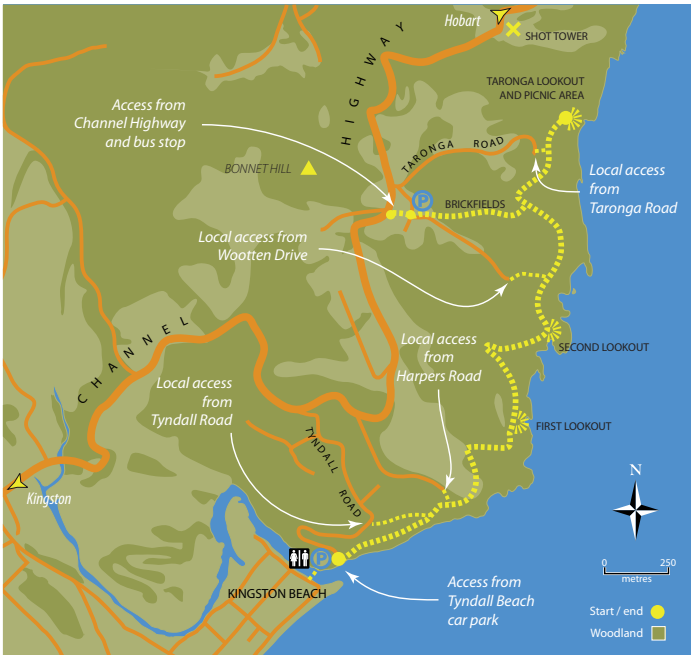 Hobart
SHOT TOWER
HIGHWAY
TARONGA LOOKOUT
AND PICNIC AREA
Access from
Channel Highway
and bus stop
TARONGA ROAD
BONNET HILL
Local access
from
Taronga Road
P
BRICKFIELDS
Local access from
Wootten Drive
CHANNEL
Local access
from
Harpers Road
SECOND LOOKOUT
Local access
from
Tyndall Road
FIRST LOOKOUT
TYNDALL ROAD
Kingston
N
P
KINGSTON BEACH
Access from
Tyndall Beach
car park
0 250
metres
Start / end
Woodland